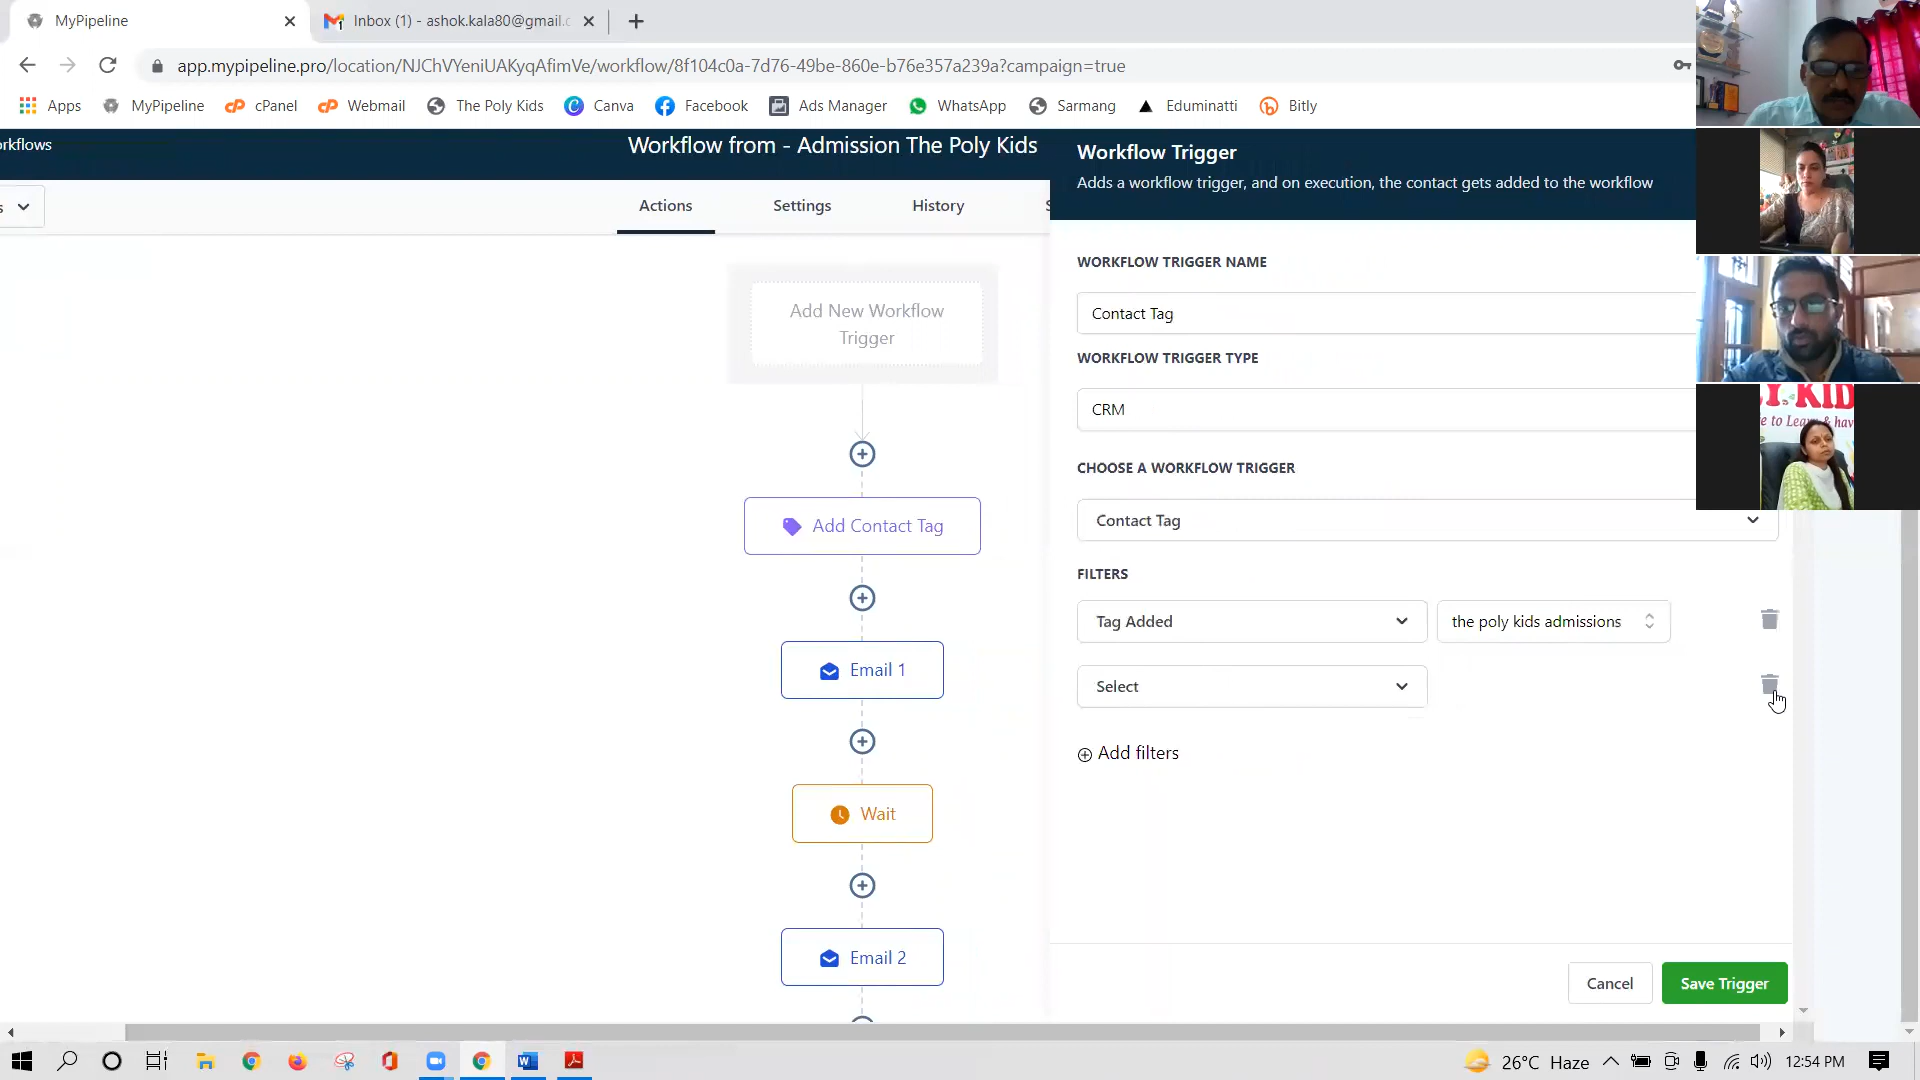 MyPipeline
Inbox (1) - ashok.kala80@gmail.c
app.mypipeline.pro/location/NJChVYeniUAKyqAfimVe/workflow/8f104c0a-7d76-49be-860e-b76e357a239a?campaign=true
Apps MyPipeline cPanel Webmail The Poly Kids Canva Facebook Ads Manager WhatsApp Sarmang Eduminatti Bitly
rkflows
Workflow from - Admission The Poly Kids
s
Actions Settings History S
Add New Workflow
Trigger
Add Contact Tag
Email 1
Wait
Email 2
Workflow Trigger
Adds a workflow trigger, and on execution, the contact gets added to the workflow
WORKFLOW TRIGGER NAME
Contact Tag
WORKFLOW TRIGGER TYPE
CRM
CHOOSE A WORKFLOW TRIGGER
Contact Tag
FILTERS
Tag Added the poly kids admissions
Select
Add filters
Cancel Save Trigger
Y. KID
e to Learn & hav
26°C Haze 12:54 PM